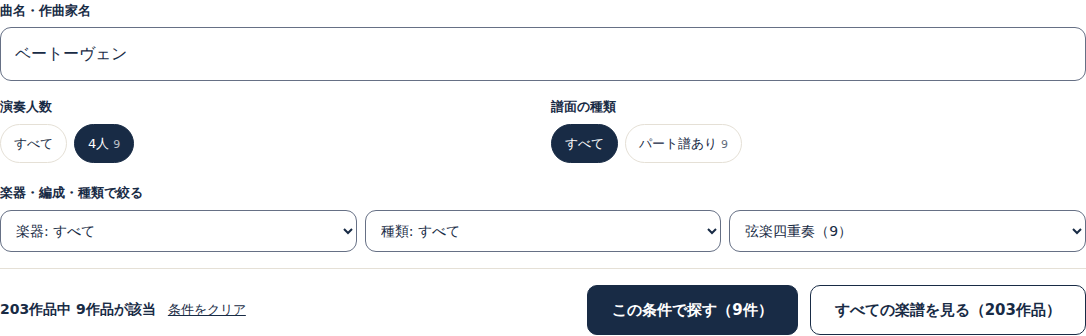 曲名・作曲家名
ベートーヴェン
演奏人数
すべて 4人 9
譜面の種類
すべて パート譜あり 9
楽器・編成・種類で絞る
楽器: すべて 種類: すべて 弦楽四重奏（9）
203作品中 9作品が該当 条件をクリア この条件で探す（9件） すべての楽譜を見る（203作品）